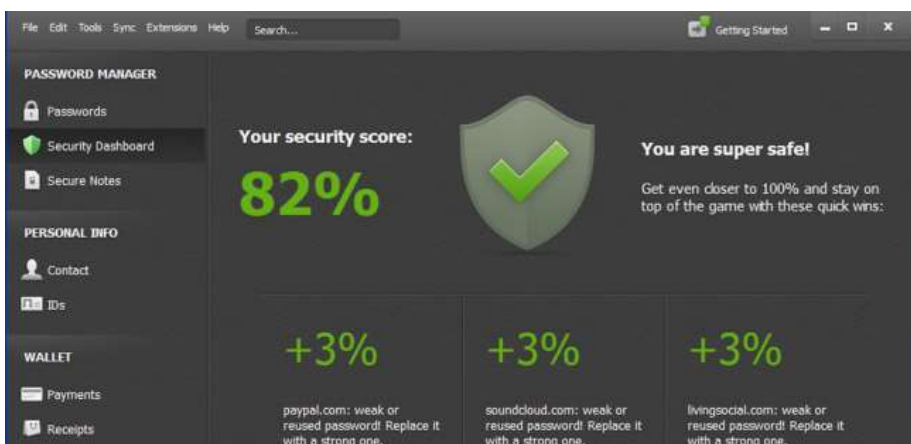 File Edit Tools Sync Extensions Help Search... Getting Started
PASSWORD MANAGER
Passwords
Security Dashboard
Secure Notes
PERSONAL INFO
Contact
IDs
WALLET
Payments
Receipts
Your security score:
82%
You are super safe!
Get even closer to 100% and stay on
top of the game with these quick wins:
+3%
paypal.com: weak or
reused password! Replace it
with a strong one.
+3%
soundcloud.com: weak or
reused password! Replace it
with a strong one.
+3%
livingsocial.com: weak or
reused password! Replace it
with a strong one.